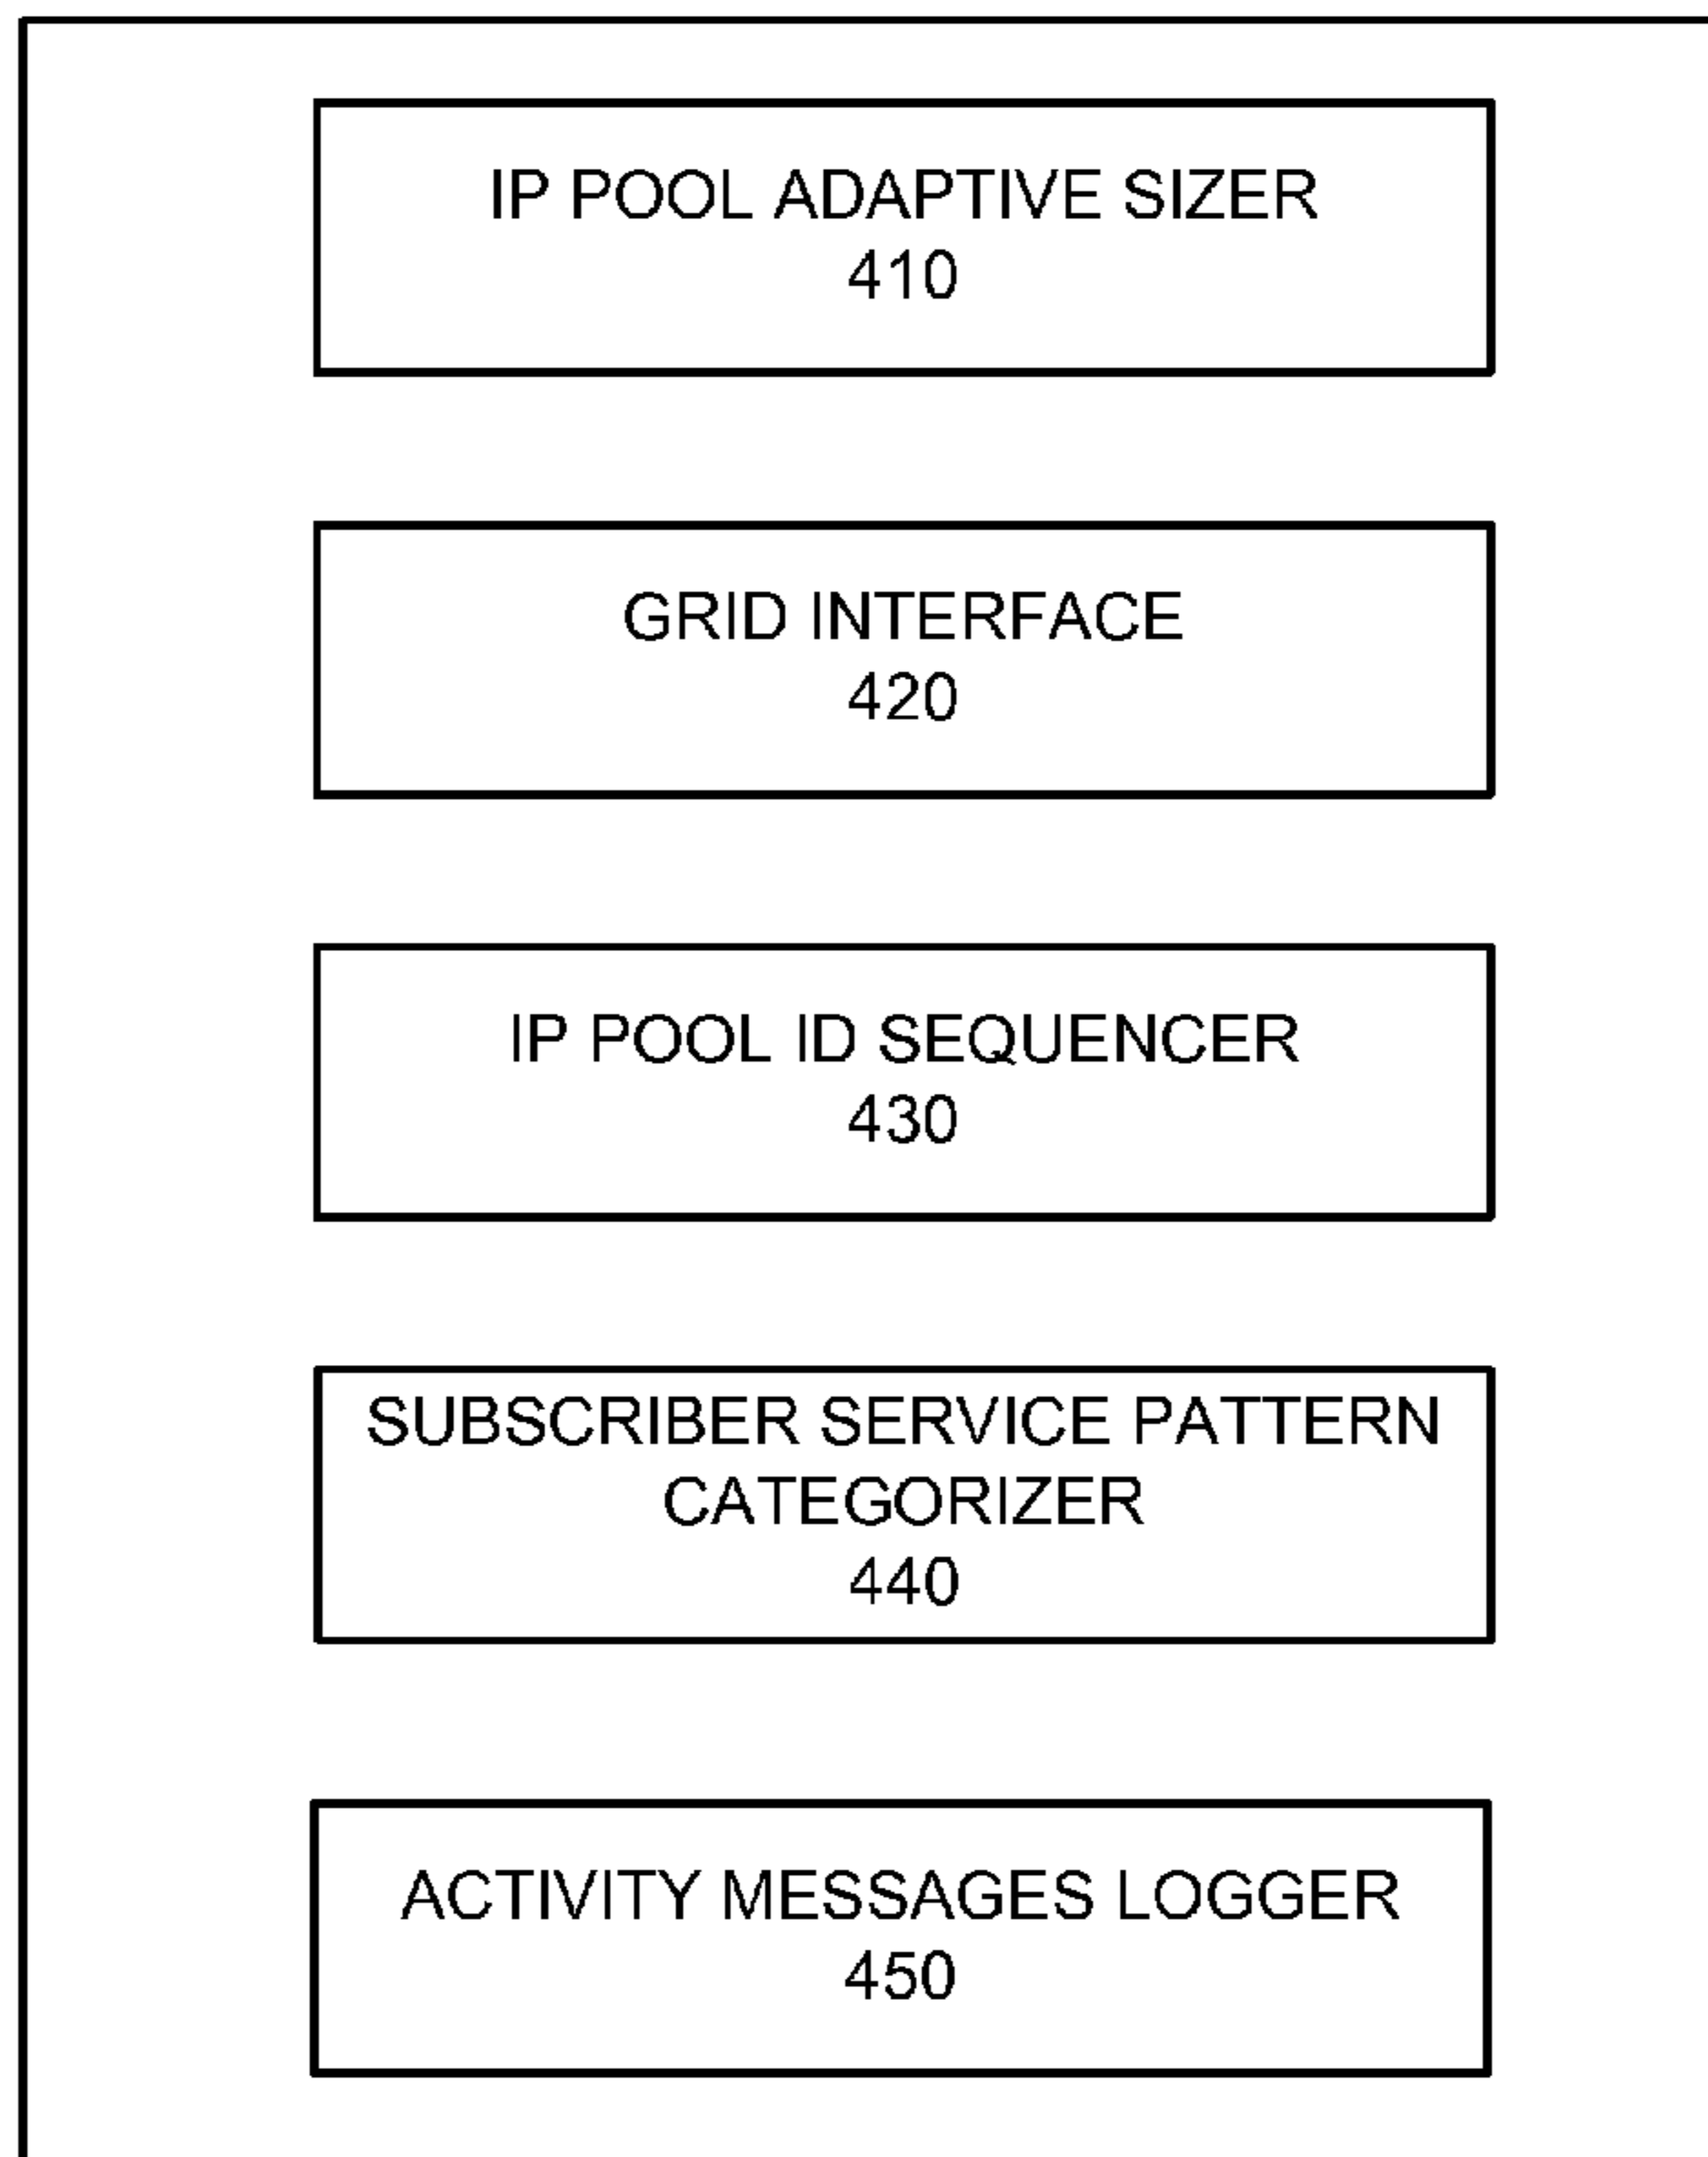 IP POOL ADAPTIVE SIZER
410
GRID INTERFACE
420
IP POOL ID SEQUENCER
430
SUBSCRIBER SERVICE PATTERN
CATEGORIZER
440
ACTIVITY MESSAGES LOGGER
450